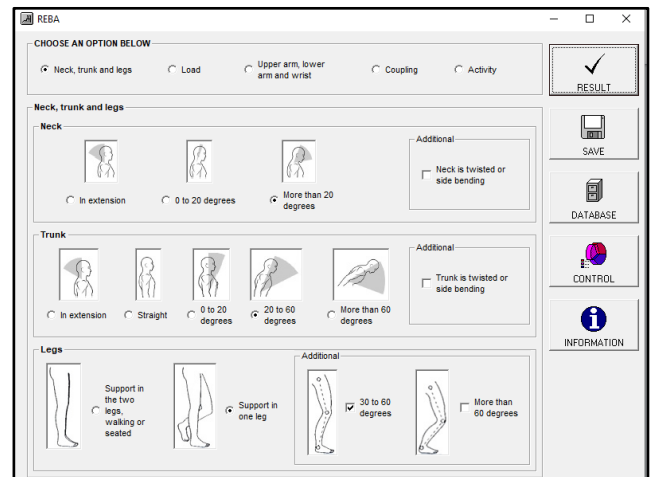 REBA
CHOOSE AN OPTION BELOW
Neck, trunk and legs
Load
Upper arm, lower
arm and wrist
Coupling
Activity
RESULT
SAVE
DATABASE
CONTROL
INFORMATION
Neck, trunk and legs
Neck
In extension
0 to 20 degrees
More than 20
degrees
Additional
Neck is twisted or
side bending
Trunk
In extension
Straight
0 to 20
degrees
20 to 60
degrees
More than 60
degrees
Additional
Trunk is twisted or
side bending
Legs
Support in
the two
legs,
walking or
seated
Support in
one leg
Additional
30 to 60
degrees
More than
60 degrees